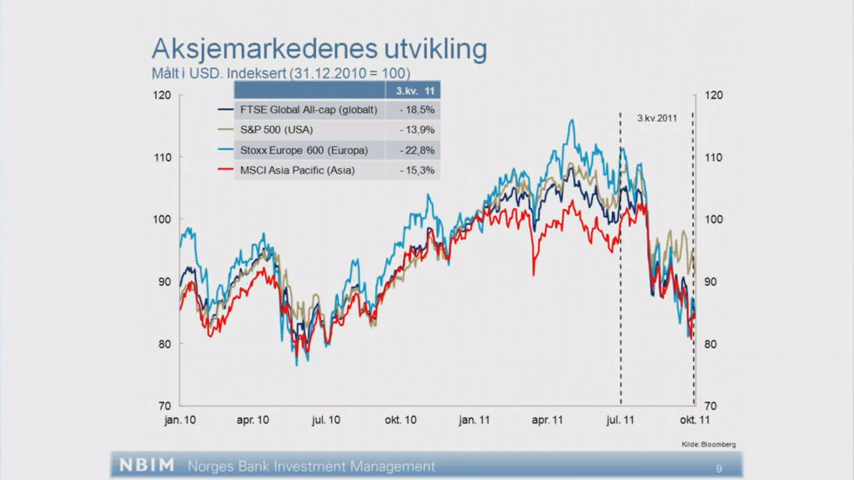 Aksjemarkedenes utvikling
Målt i USD. Indeksert (31.12.2010 = 100)
3.kv. 11
FTSE Global All-cap (globalt) - 18,5%
S&P 500 (USA) - 13,9%
Stoxx Europe 600 (Europa) - 22,8%
MSCI Asia Pacific (Asia) - 15,3%
120 120
3.kv.2011
110 110
100 100
90 90
80 80
70 70
jan. 10 apr. 10 jul. 10 okt. 10 jan. 11 apr. 11 jul. 11 okt. 11
Kilde: Bloomberg
NBIM Norges Bank Investment Management 9